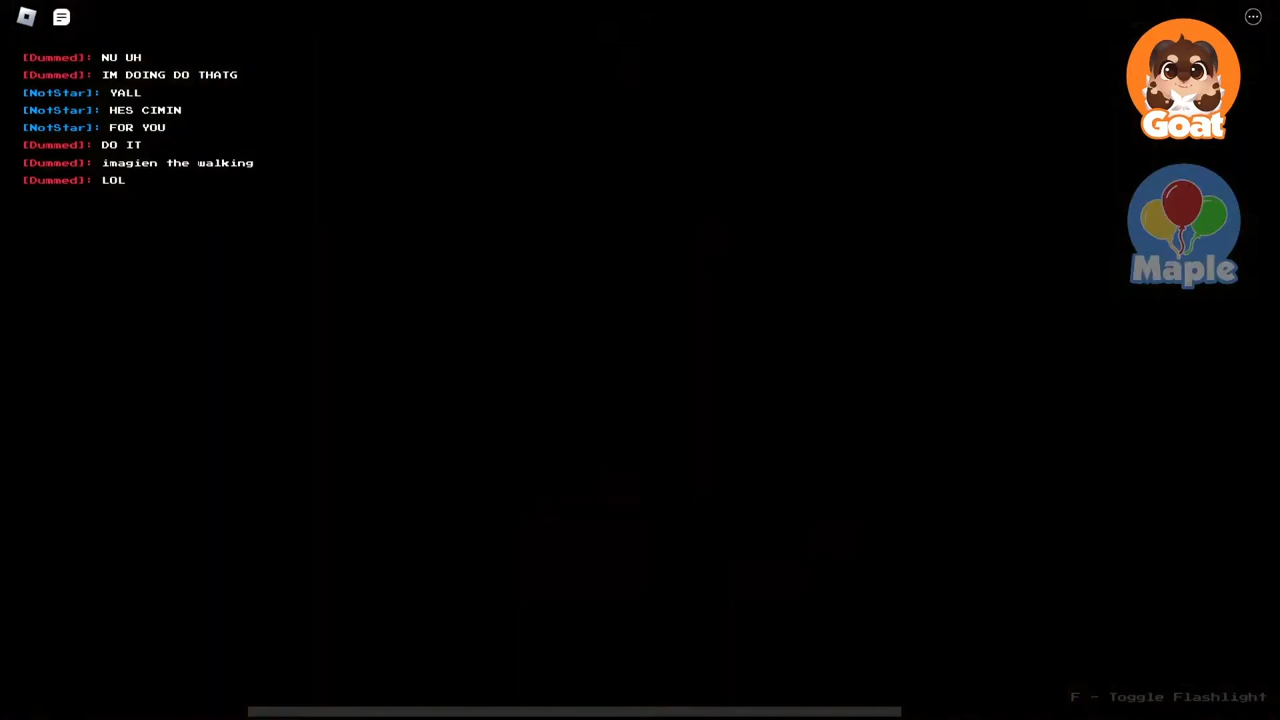 [Dummed]: NU UH
[Dummed]: IM DOING DO THATG
[NotStar]: YALL
[NotStar]: HES CIMIN
[NotStar]: FOR YOU
[Dummed]: DO IT
[Dummed]: imagien the walking
[Dummed]: LOL
Goat
Maple
F - Toggle Flashlight